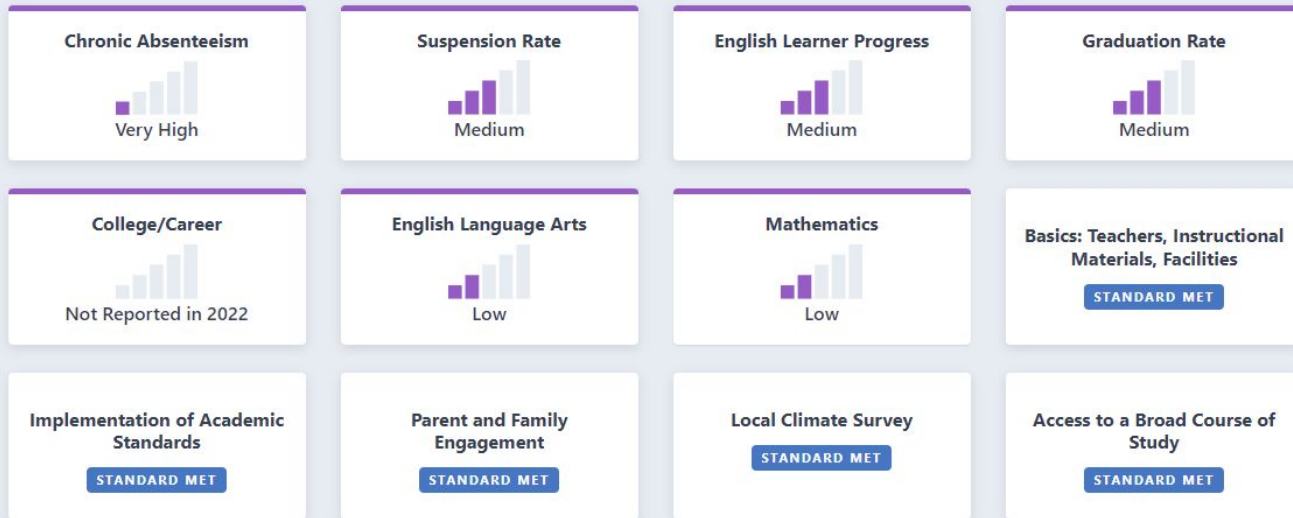 Chronic Absenteeism
Very High
Suspension Rate
Medium
English Learner Progress
Medium
Graduation Rate
Medium
College/Career
Not Reported in 2022
English Language Arts
Low
Mathematics
Low
Basics: Teachers, Instructional
Materials, Facilities
STANDARD MET
Implementation of Academic
Standards
STANDARD MET
Parent and Family
Engagement
STANDARD MET
Local Climate Survey
STANDARD MET
Access to a Broad Course of
Study
STANDARD MET